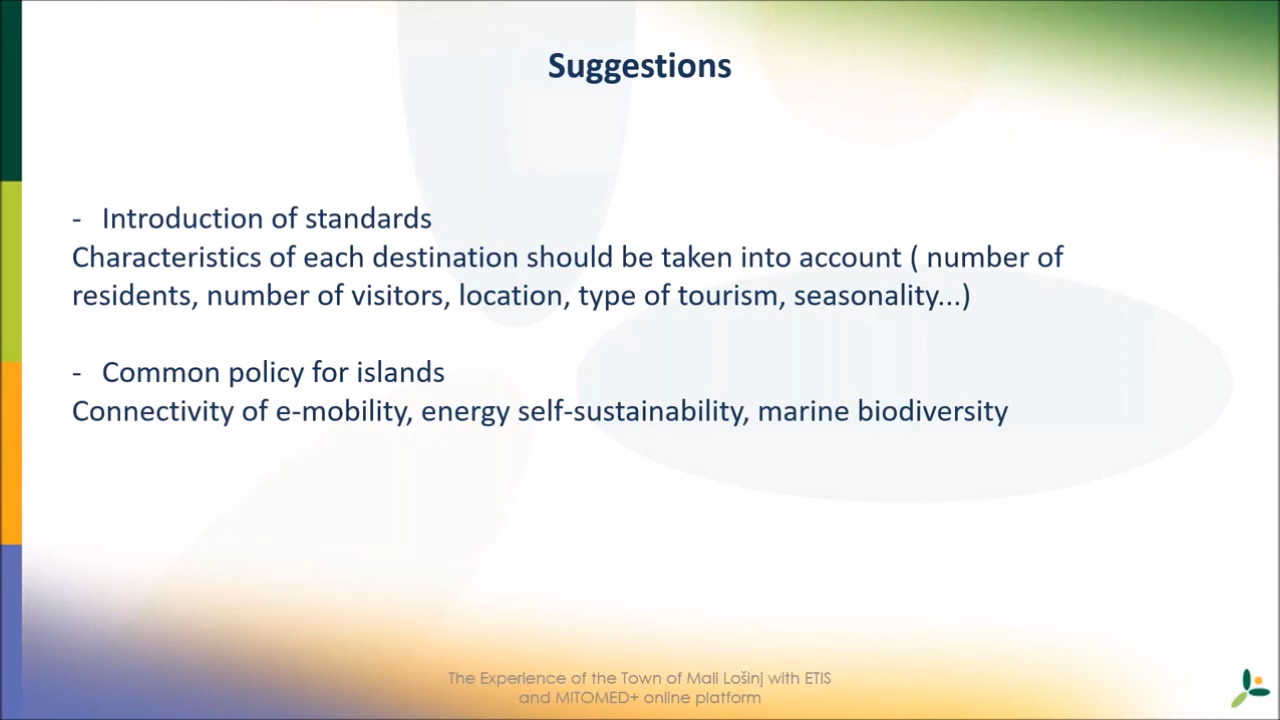 Suggestions
- Introduction of standards
Characteristics of each destination should be taken into account ( number of
residents, number of visitors, location, type of tourism, seasonality...)
- Common policy for islands
Connectivity of e-mobility, energy self-sustainability, marine biodiversity
The Experience of the Town of Mali Lošinj with ETIS
and MITOMED+ online platform